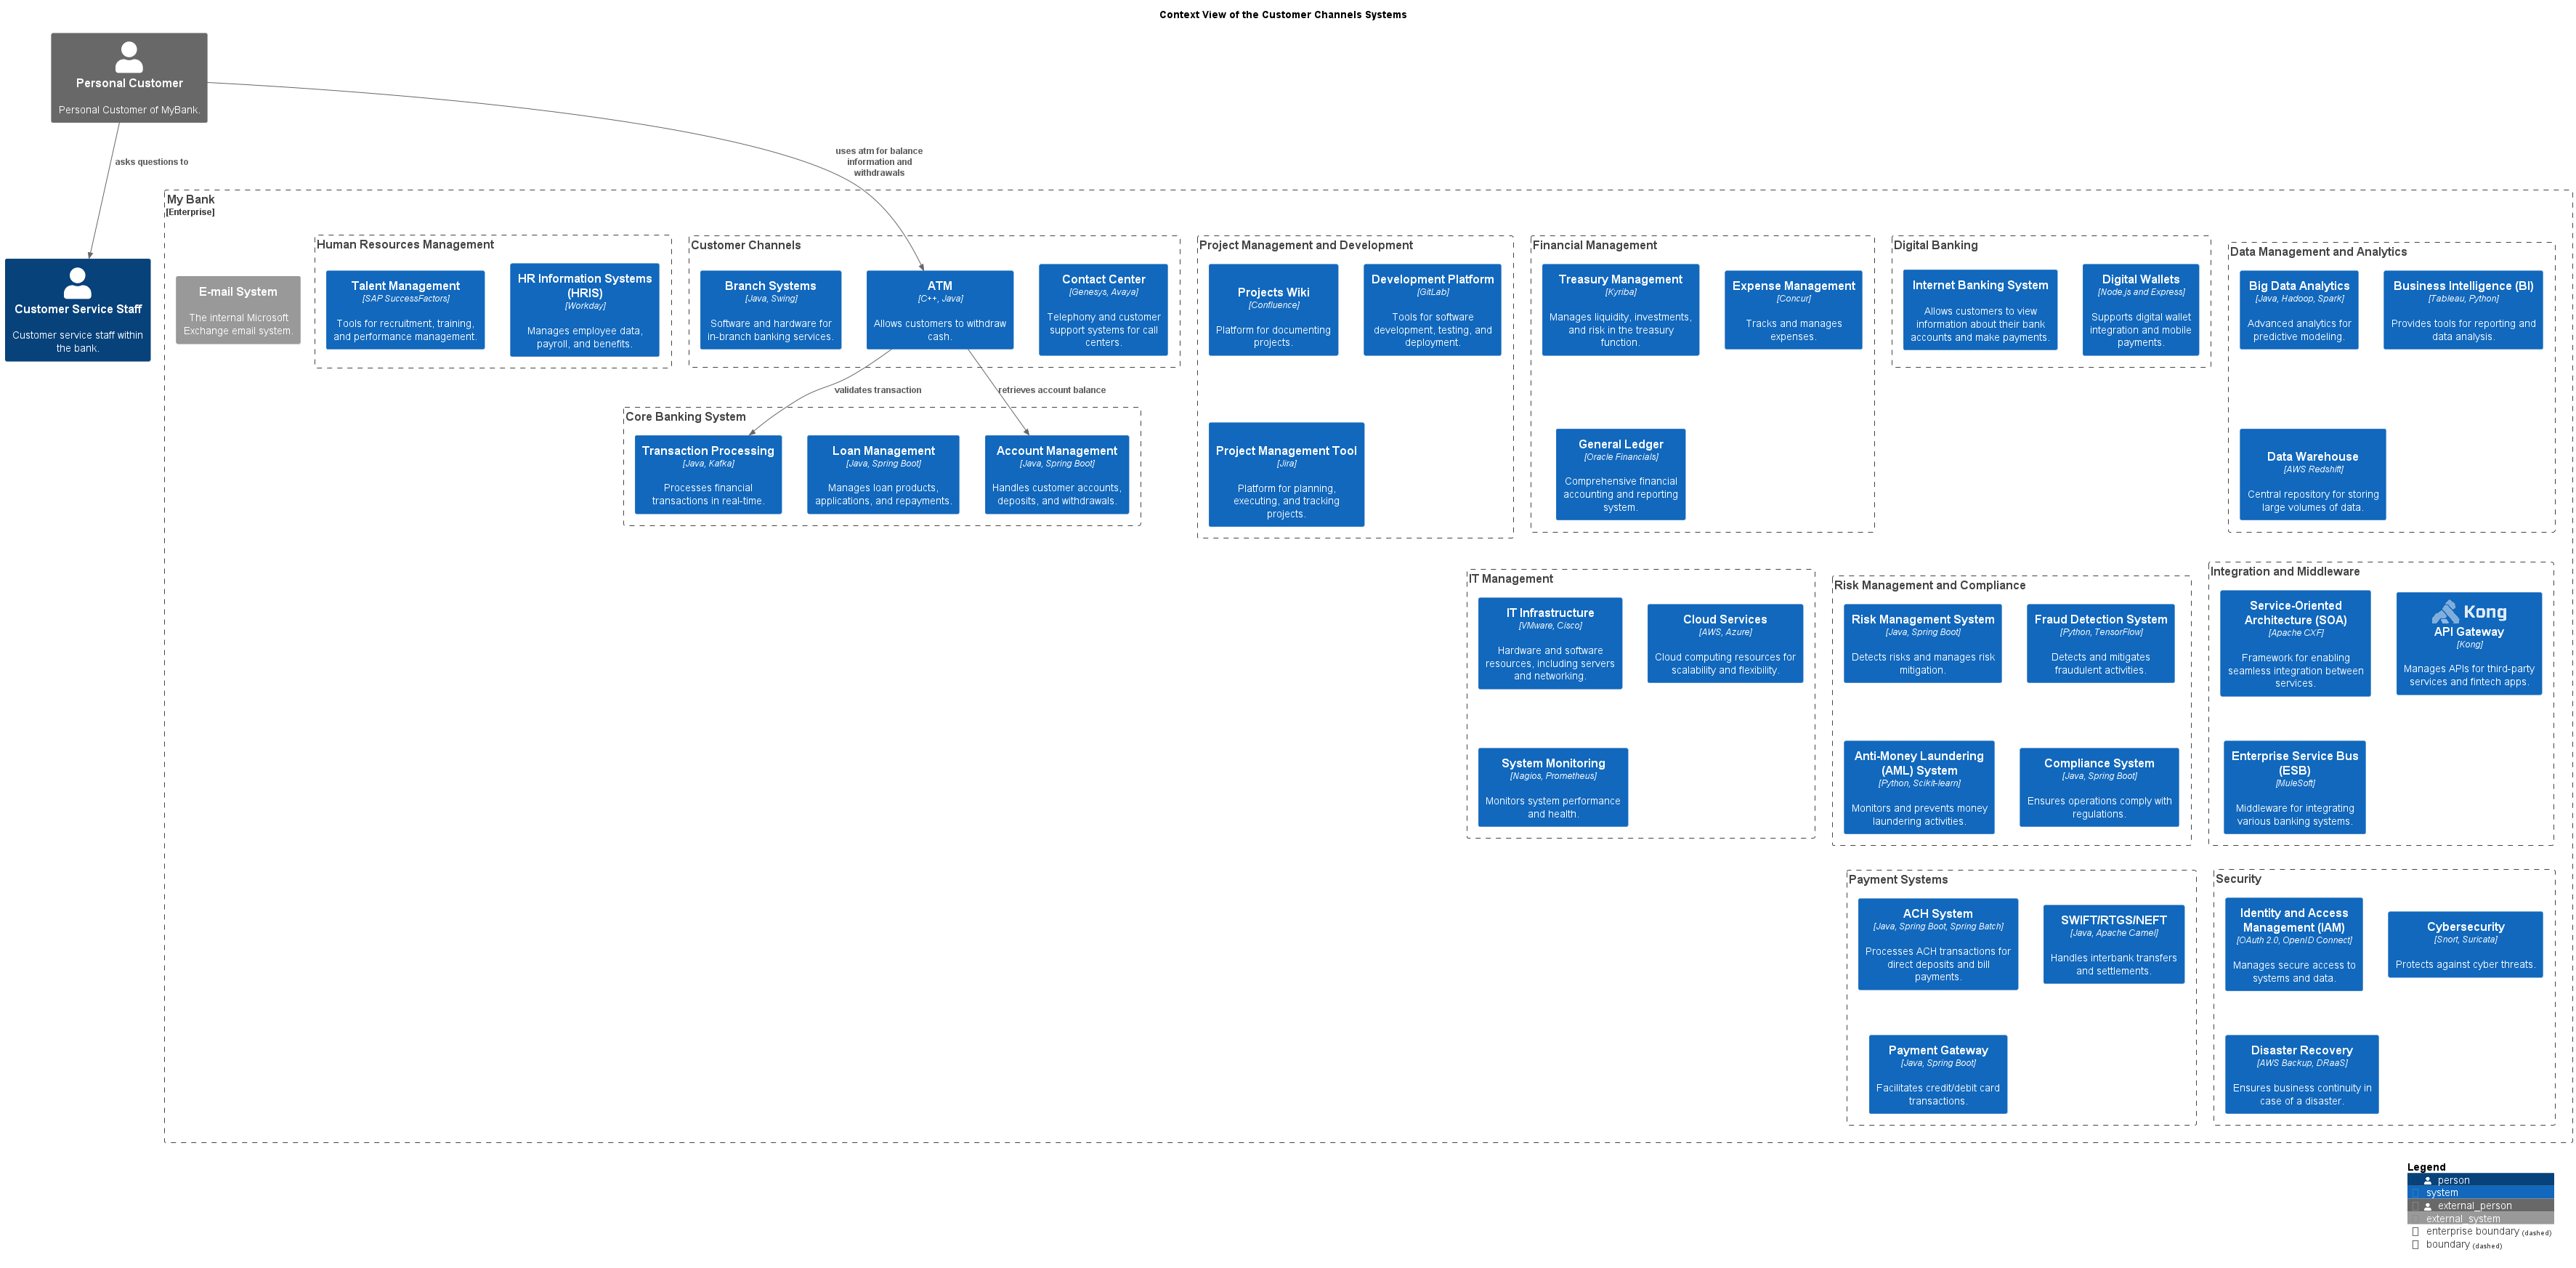 Context View of the Customer Channels Systems
Personal Customer
Personal Customer of MyBank.
asks questions to
uses atm for balance
information and
withdrawals
Customer Service Staff
Customer service staff within
the bank.
My Bank
[Enterprise]
E-mail System
The internal Microsoft
Exchange email system.
Human Resources Management
Talent Management
[SAP SuccessFactors]
Tools for recruitment, training,
and performance management.
HR Information Systems
(HRIS)
[Workday]
Manages employee data,
payroll, and benefits.
Customer Channels
Branch Systems
[Java, Swing]
Software and hardware for
in-branch banking services.
ATM
[C++, Java]
Allows customers to withdraw
cash.
Contact Center
[Genesys, Avaya]
Telephony and customer
support systems for call
centers.
validates transaction
retrieves account balance
Core Banking System
Transaction Processing
[Java, Kafka]
Processes financial
transactions in real-time.
Loan Management
[Java, Spring Boot]
Manages loan products,
applications, and repayments.
Account Management
[Java, Spring Boot]
Handles customer accounts,
deposits, and withdrawals.
Project Management and Development
Projects Wiki
[Confluence]
Platform for documenting
projects.
Development Platform
[GitLab]
Tools for software
development, testing, and
deployment.
Project Management Tool
[Jira]
Platform for planning,
executing, and tracking
projects.
Financial Management
Treasury Management
[Kyriba]
Manages liquidity, investments,
and risk in the treasury
function.
Expense Management
[Concur]
Tracks and manages
expenses.
General Ledger
[Oracle Financials]
Comprehensive financial
accounting and reporting
system.
Digital Banking
Internet Banking System
Allows customers to view
information about their bank
accounts and make payments.
Digital Wallets
[Node.js and Express]
Supports digital wallet
integration and mobile
payments.
Data Management and Analytics
Big Data Analytics
[Java, Hadoop, Spark]
Advanced analytics for
predictive modeling.
Business Intelligence (BI)
[Tableau, Python]
Provides tools for reporting and
data analysis.
Data Warehouse
[AWS Redshift]
Central repository for storing
large volumes of data.
IT Management
IT Infrastructure
[VMware, Cisco]
Hardware and software
resources, including servers
and networking.
Cloud Services
[AWS, Azure]
Cloud computing resources for
scalability and flexibility.
System Monitoring
[Nagios, Prometheus]
Monitors system performance
and health.
Risk Management and Compliance
Risk Management System
[Java, Spring Boot]
Detects risks and manages risk
mitigation.
Fraud Detection System
[Python, TensorFlow]
Detects and mitigates
fraudulent activities.
Anti-Money Laundering
(AML) System
[Python, Scikit-learn]
Monitors and prevents money
laundering activities.
Compliance System
[Java, Spring Boot]
Ensures operations comply with
regulations.
Integration and Middleware
Service-Oriented
Architecture (SOA)
[Apache CXF]
Framework for enabling
seamless integration between
services.
Kong
API Gateway
[Kong]
Manages APIs for third-party
services and fintech apps.
Enterprise Service Bus
(ESB)
[MuleSoft]
Middleware for integrating
various banking systems.
Payment Systems
ACH System
[Java, Spring Boot, Spring Batch]
Processes ACH transactions for
direct deposits and bill
payments.
SWIFT/RTGS/NEFT
[Java, Apache Camel]
Handles interbank transfers
and settlements.
Payment Gateway
[Java, Spring Boot]
Facilitates credit/debit card
transactions.
Security
Identity and Access
Management (IAM)
[OAuth 2.0, OpenID Connect]
Manages secure access to
systems and data.
Cybersecurity
[Snort, Suricata]
Protects against cyber threats.
Disaster Recovery
[AWS Backup, DRaaS]
Ensures business continuity in
case of a disaster.
Legend
person
system
external_person
external_system
enterprise boundary (dashed)
boundary (dashed)